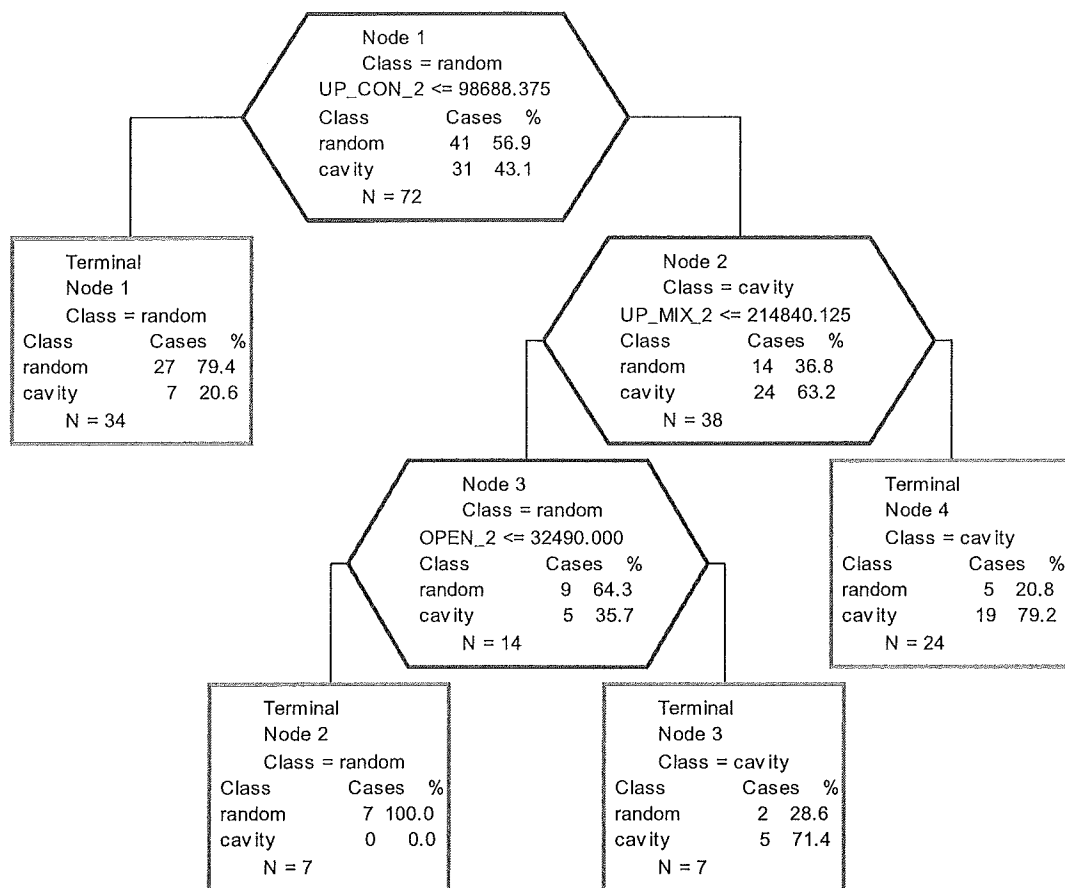 Node 1
Class = random
UP_CON_2 <= 98688.375
Class Cases %
random 41 56.9
cavity 31 43.1
N = 72
Terminal
Node 1
Class = random
Class Cases %
random 27 79.4
cavity 7 20.6
N = 34
Node 2
Class = cavity
UP_MIX_2 <= 214840.125
Class Cases %
random 14 36.8
cavity 24 63.2
N = 38
Node 3
Class = random
OPEN_2 <= 32490.000
Class Cases %
random 9 64.3
cavity 5 35.7
N = 14
Terminal
Node 4
Class = cavity
Class Cases %
random 5 20.8
cavity 19 79.2
N = 24
Terminal
Node 2
Class = random
Class Cases %
random 7 100.0
cavity 0 0.0
N = 7
Terminal
Node 3
Class = cavity
Class Cases %
random 2 28.6
cavity 5 71.4
N = 7